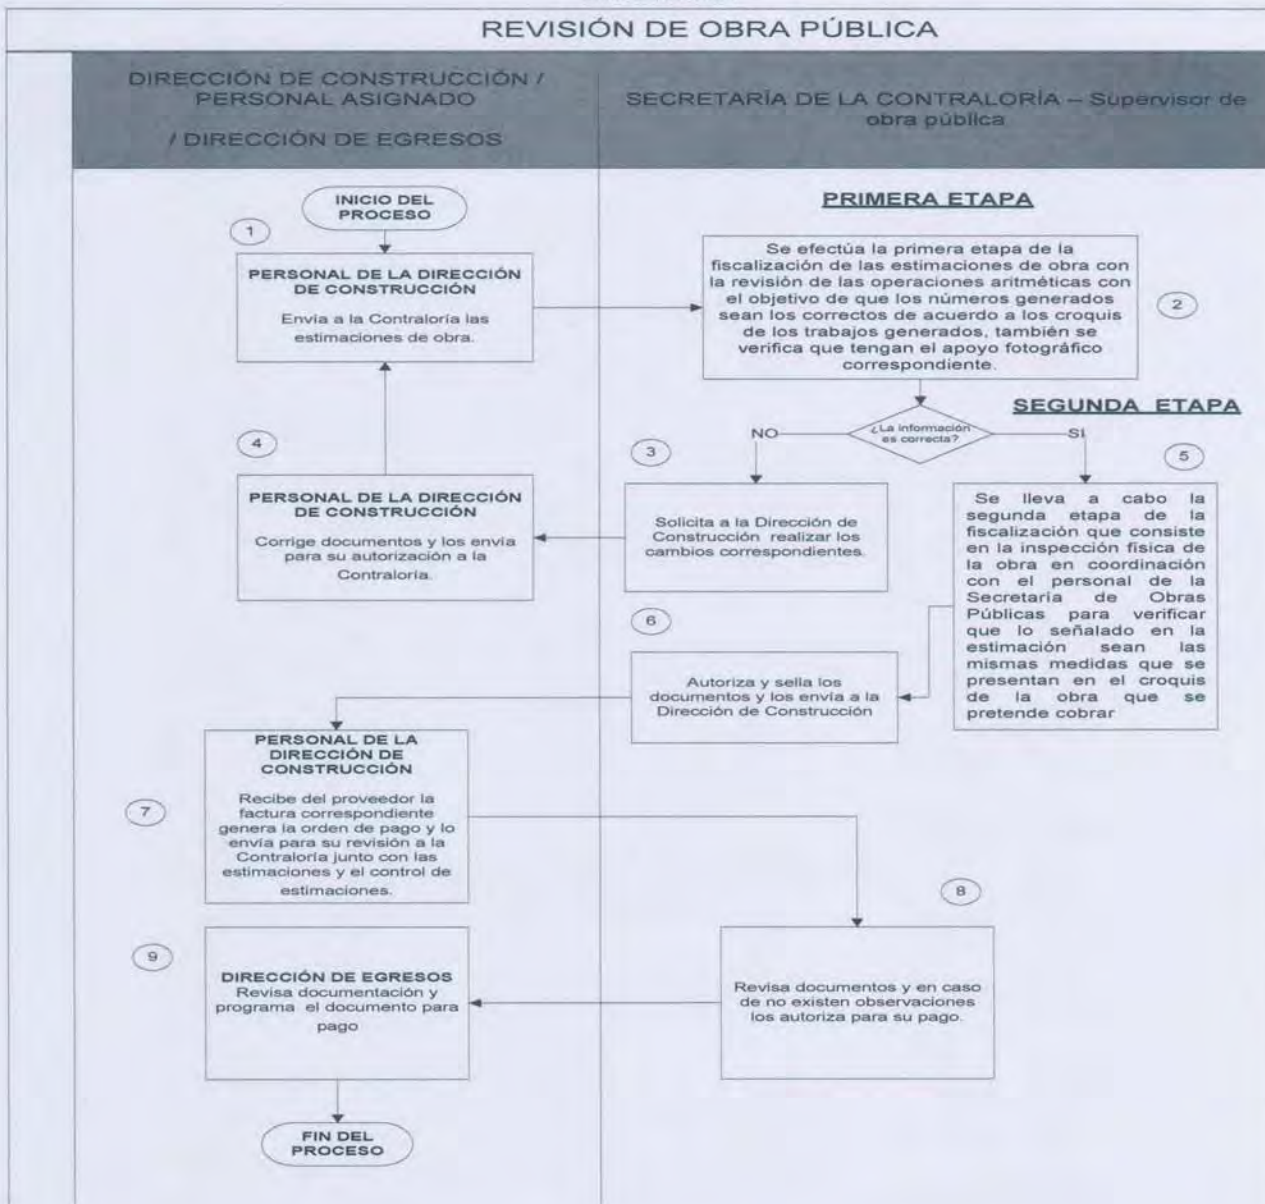 REVISIÓN DE OBRA PÚBLICA
DIRECCIÓN DE CONSTRUCCIÓN /
PERSONAL ASIGNADO
/ DIRECCIÓN DE EGRESOS
SECRETARÍA DE LA CONTRALORÍA – Supervisor de
obra pública
INICIO DEL
PROCESO
1
PERSONAL DE LA DIRECCIÓN
DE CONSTRUCCIÓN
Envía a la Contraloría las
estimaciones de obra.
PRIMERA ETAPA
Se efectúa la primera etapa de la
fiscalización de las estimaciones de obra con
la revisión de las operaciones aritméticas con
el objetivo de que los números generados
sean los correctos de acuerdo a los croquis
de los trabajos generados, también se
verifica que tengan el apoyo fotográfico
correspondiente.
2
¿La información
es correcta?
NO
SI
SEGUNDA ETAPA
3
Solicita a la Dirección de
Construcción realizar los
cambios correspondientes.
4
PERSONAL DE LA DIRECCIÓN
DE CONSTRUCCIÓN
Corrige documentos y los envía
para su autorización a la
Contraloría.
5
Se lleva a cabo la
segunda etapa de la
fiscalización que consiste
en la inspección física de
la obra en coordinación
con el personal de la
Secretaría de Obras
Públicas para verificar
que lo señalado en la
estimación sean las
mismas medidas que se
presentan en el croquis
de la obra que se
pretende cobrar
6
Autoriza y sella los
documentos y los envía a la
Dirección de Construcción
7
PERSONAL DE LA
DIRECCIÓN DE
CONSTRUCCIÓN
Recibe del proveedor la
factura correspondiente
genera la orden de pago y lo
envía para su revisión a la
Contraloría junto con las
estimaciones y el control de
estimaciones.
8
Revisa documentos y en caso
de no existen observaciones
los autoriza para su pago.
9
DIRECCIÓN DE EGRESOS
Revisa documentación y
programa el documento para
pago
FIN DEL
PROCESO